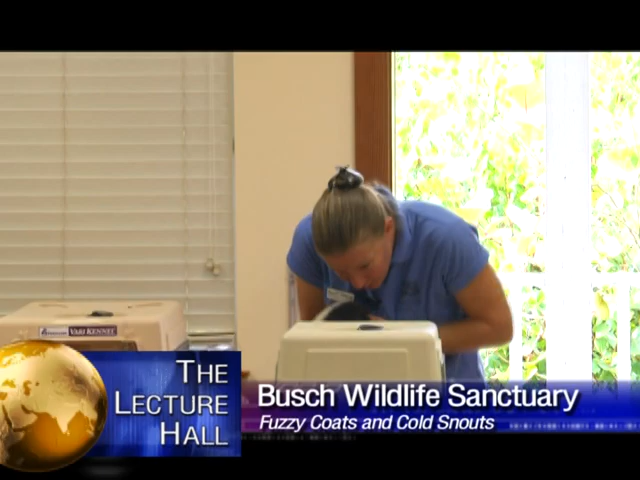 VARI KENNEL
THE
LECTURE
HALL
Busch Wildlife Sanctuary
Fuzzy Coats and Cold Snouts